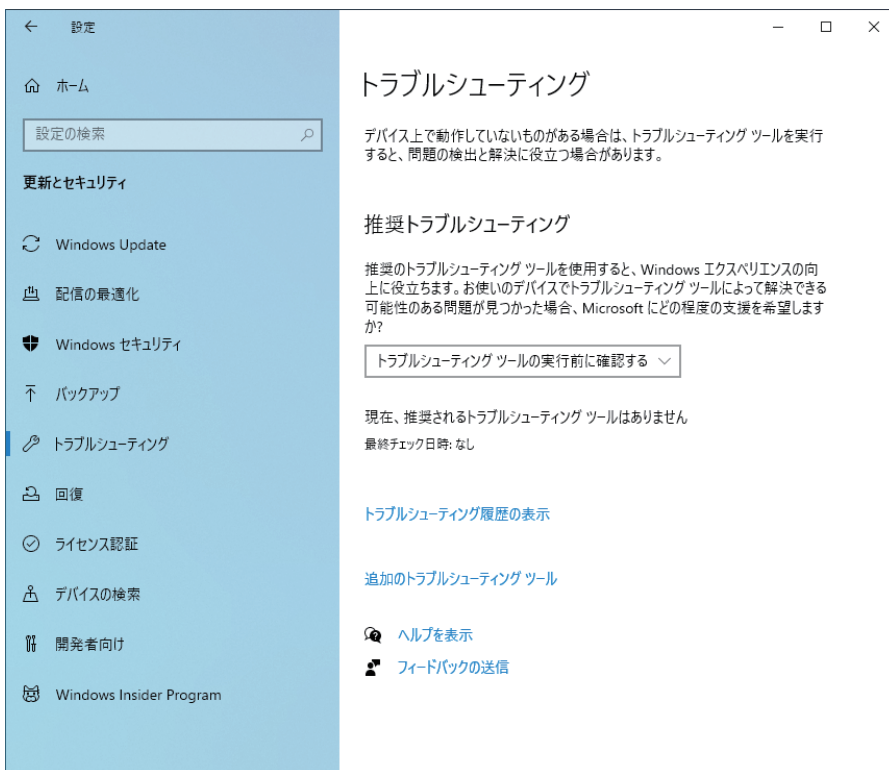 設定
ホーム
設定の検索
更新とセキュリティ
Windows Update
配信の最適化
Windows セキュリティ
バックアップ
トラブルシューティング
回復
ライセンス認証
デバイスの検索
開発者向け
Windows Insider Program
トラブルシューティング
デバイス上で動作していないものがある場合は、トラブルシューティング ツールを実行
すると、問題の検出と解決に役立つ場合があります。
推奨トラブルシューティング
推奨のトラブルシューティング ツールを使用すると、Windows エクスペリエンスの向
上に役立ちます。お使いのデバイスでトラブルシューティング ツールによって解決できる
可能性のある問題が見つかった場合、Microsoft にどの程度の支援を希望します
か?
トラブルシューティング ツールの実行前に確認する
現在、推奨されるトラブルシューティング ツールはありません
最終チェック日時: なし
トラブルシューティング履歴の表示
追加のトラブルシューティング ツール
ヘルプを表示
フィードバックの送信